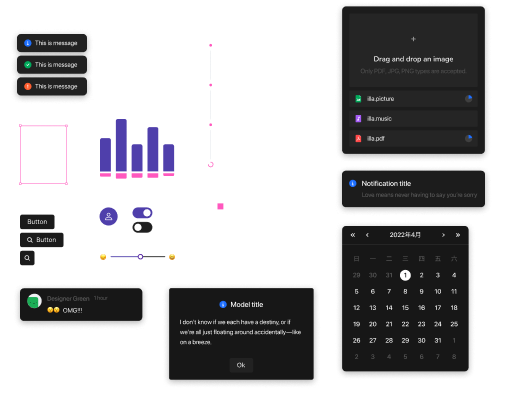 This is message
This is message
This is message
+
Drag and drop an image
Only PDF, JPG, PNG types are accepted.
illa.picture
illa.music
illa.pdf
Notification title
Love means never having to say you're sorry
Button
Button
Designer Green 1 hour
😄😄 OMG!!!
Model title
I don't know if we each have a destiny, or if
we're all just floating around accidentally—like
on a breeze.
Ok
« ‹ 2022年4月 › »
日 一 二 三 四 五 六
29 30 31 1 2 3 4
5 6 7 8 9 10 11
12 13 14 15 16 17 18
19 20 21 22 23 24 25
26 27 28 29 30 31 1
2 3 4 5 6 7 8